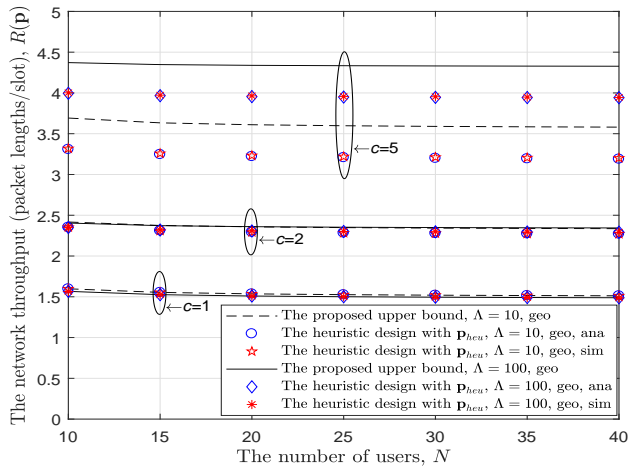 The network throughput (packet lengths/slot), R(p)
5
4.5
4
3.5
3
2.5
2
1.5
1
0.5
0
←c=5
←c=2
←c=1
The proposed upper bound, Λ = 10, geo
The heuristic design with p_heu, Λ = 10, geo, ana
The heuristic design with p_heu, Λ = 10, geo, sim
The proposed upper bound, Λ = 100, geo
The heuristic design with p_heu, Λ = 100, geo, ana
The heuristic design with p_heu, Λ = 100, geo, sim
10 15 20 25 30 35 40
The number of users, N